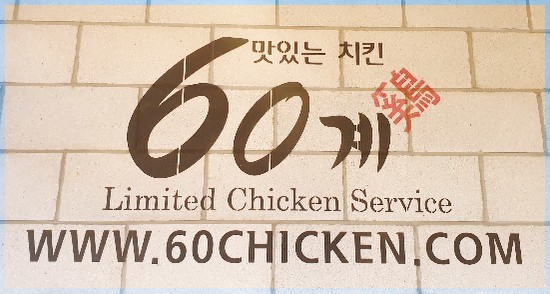 맛있는 치킨
60계
鷄
Limited Chicken Service
WWW.60CHICKEN.COM